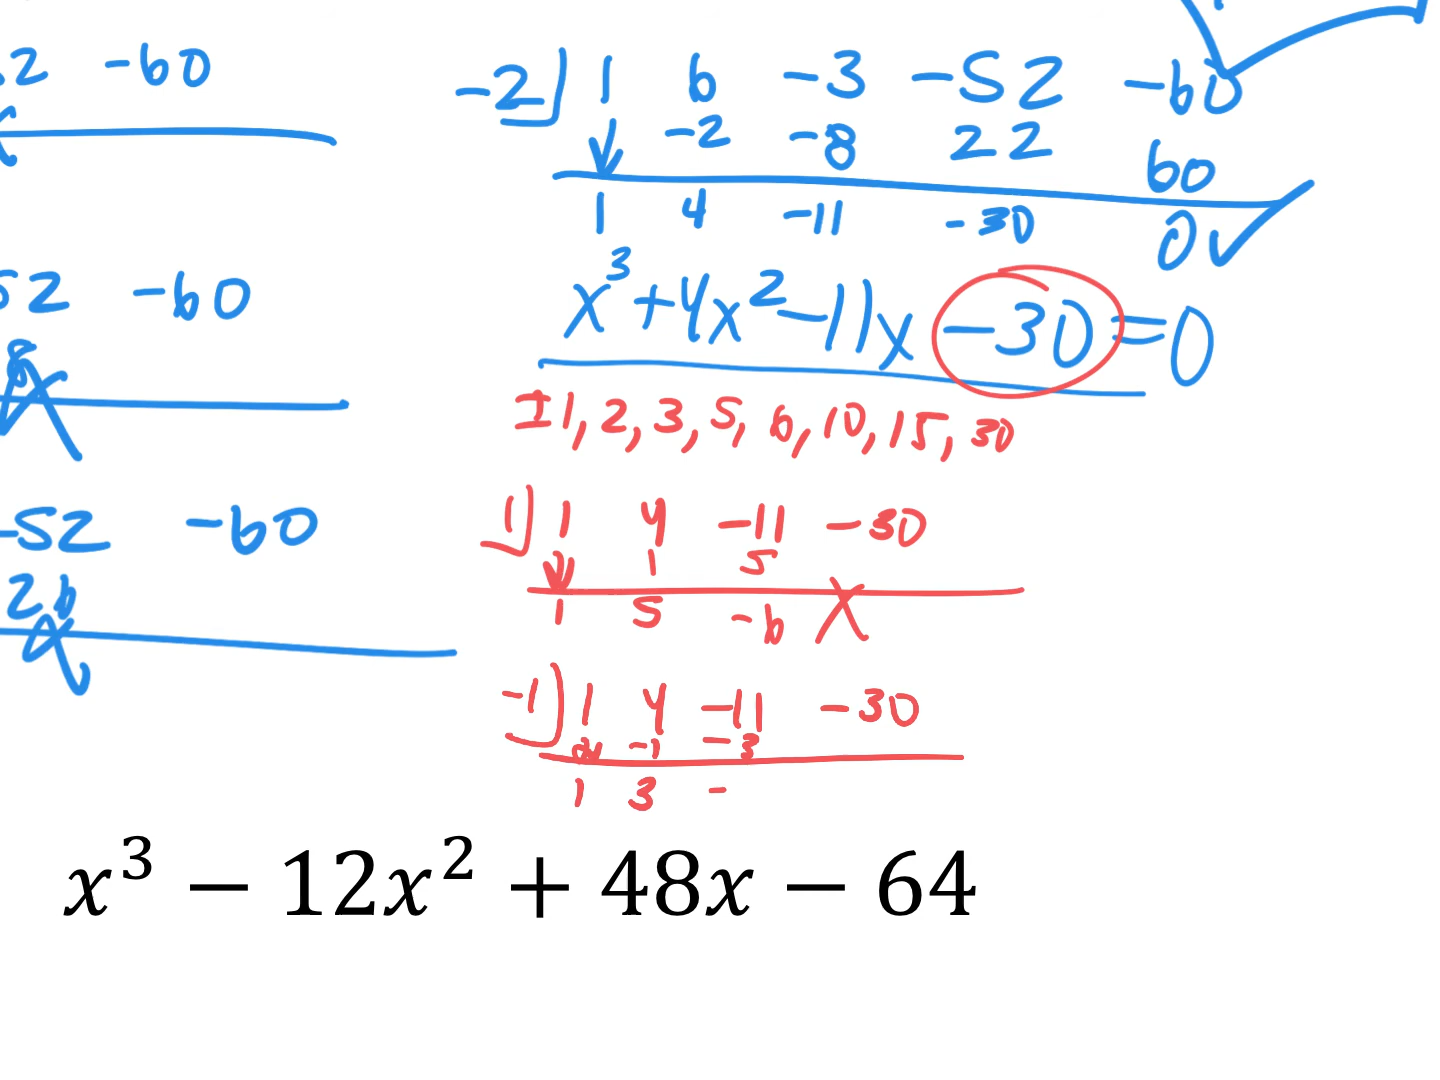 2 -60
-2 | 1 6 -3 -52 -60
-2 -8 22 60
1 4 -11 -30 0 ✓
52 -60
x³+4x²-11x-30=0
±1, 2, 3, 5, 6, 10, 15, 30
-52 -60
26
1 | 1 4 -11 -30
1 5
1 5 -6 X
-1 | 1 4 -11 -30
-1 -3
1 3 -
x³ − 12x² + 48x − 64